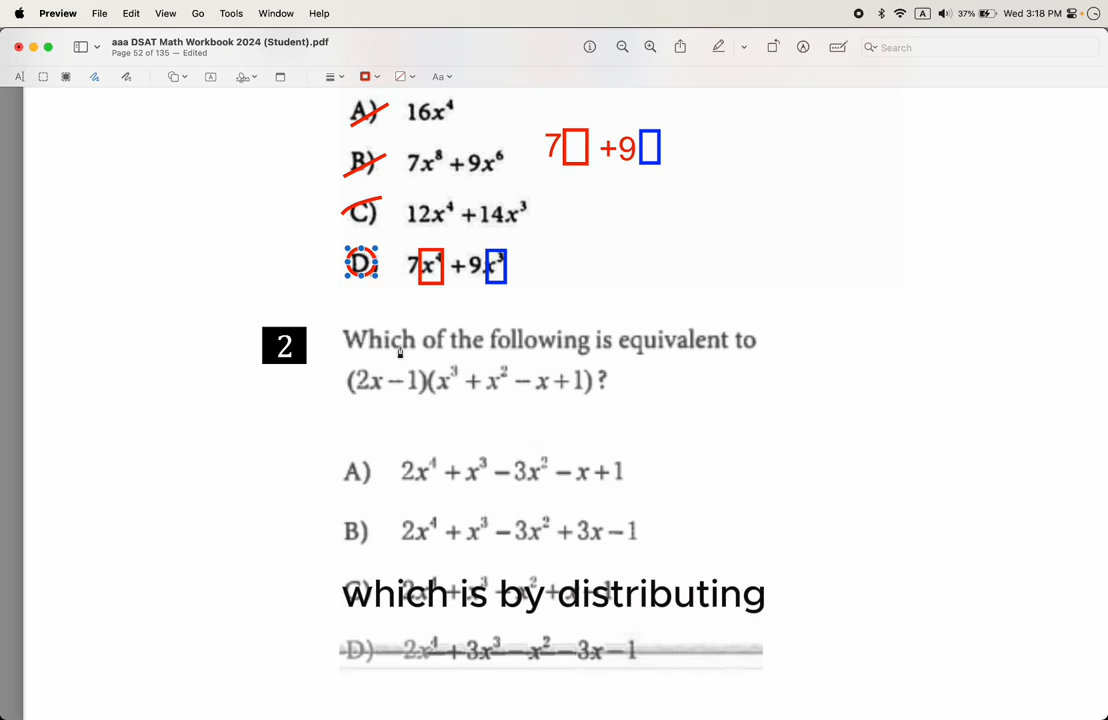 Preview File Edit View Go Tools Window Help A 37% Wed 3:18 PM
aaa DSAT Math Workbook 2024 (Student).pdf
Page 52 of 135 — Edited
Search
A Aa
A) 16x⁴
7 +9
B) 7x⁸ + 9x⁶
C) 12x⁴ + 14x³
D) 7x⁴ + 9x³
2 Which of the following is equivalent to
(2x − 1)(x³ + x² − x + 1)?
A) 2x⁴ + x³ − 3x² − x + 1
B) 2x⁴ + x³ − 3x² + 3x − 1
which is by distributing
D) 2x⁴ + 3x³ − x² − 3x − 1